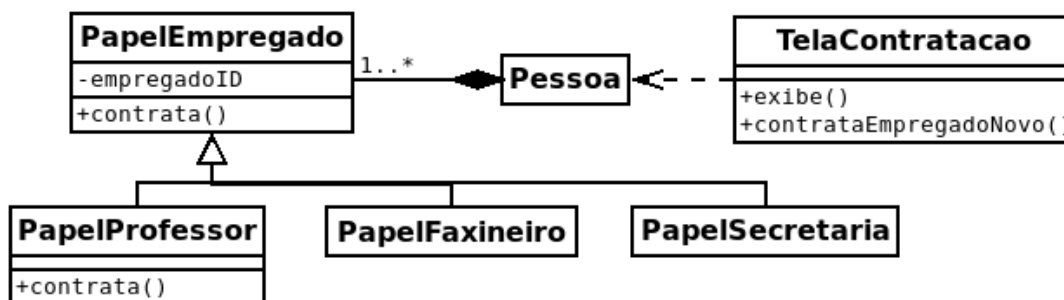 PapelEmpregado
-empregadoID
+contrata()
1..*
Pessoa
TelaContratacao
+exibe()
+contrataEmpregadoNovo()
PapelProfessor
+contrata()
PapelFaxineiro
PapelSecretaria